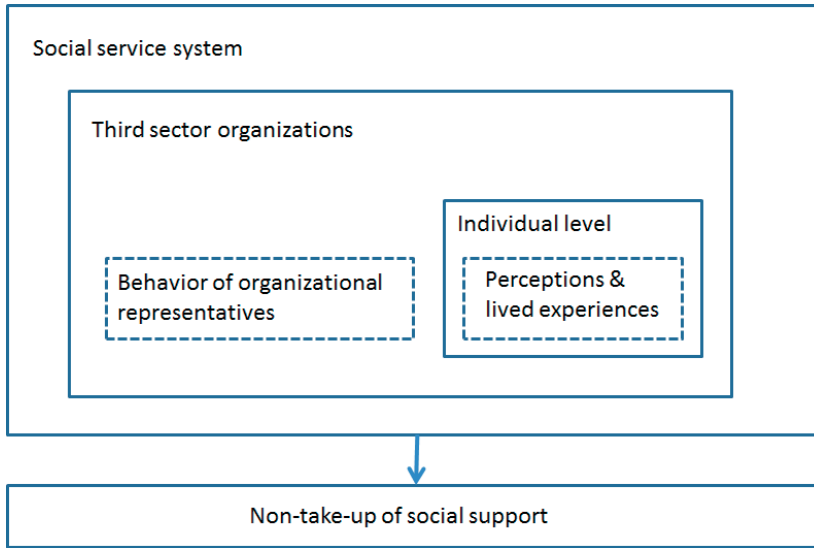 Social service system
Third sector organizations
Individual level
Behavior of organizational
representatives
Perceptions &
lived experiences
Non-take-up of social support